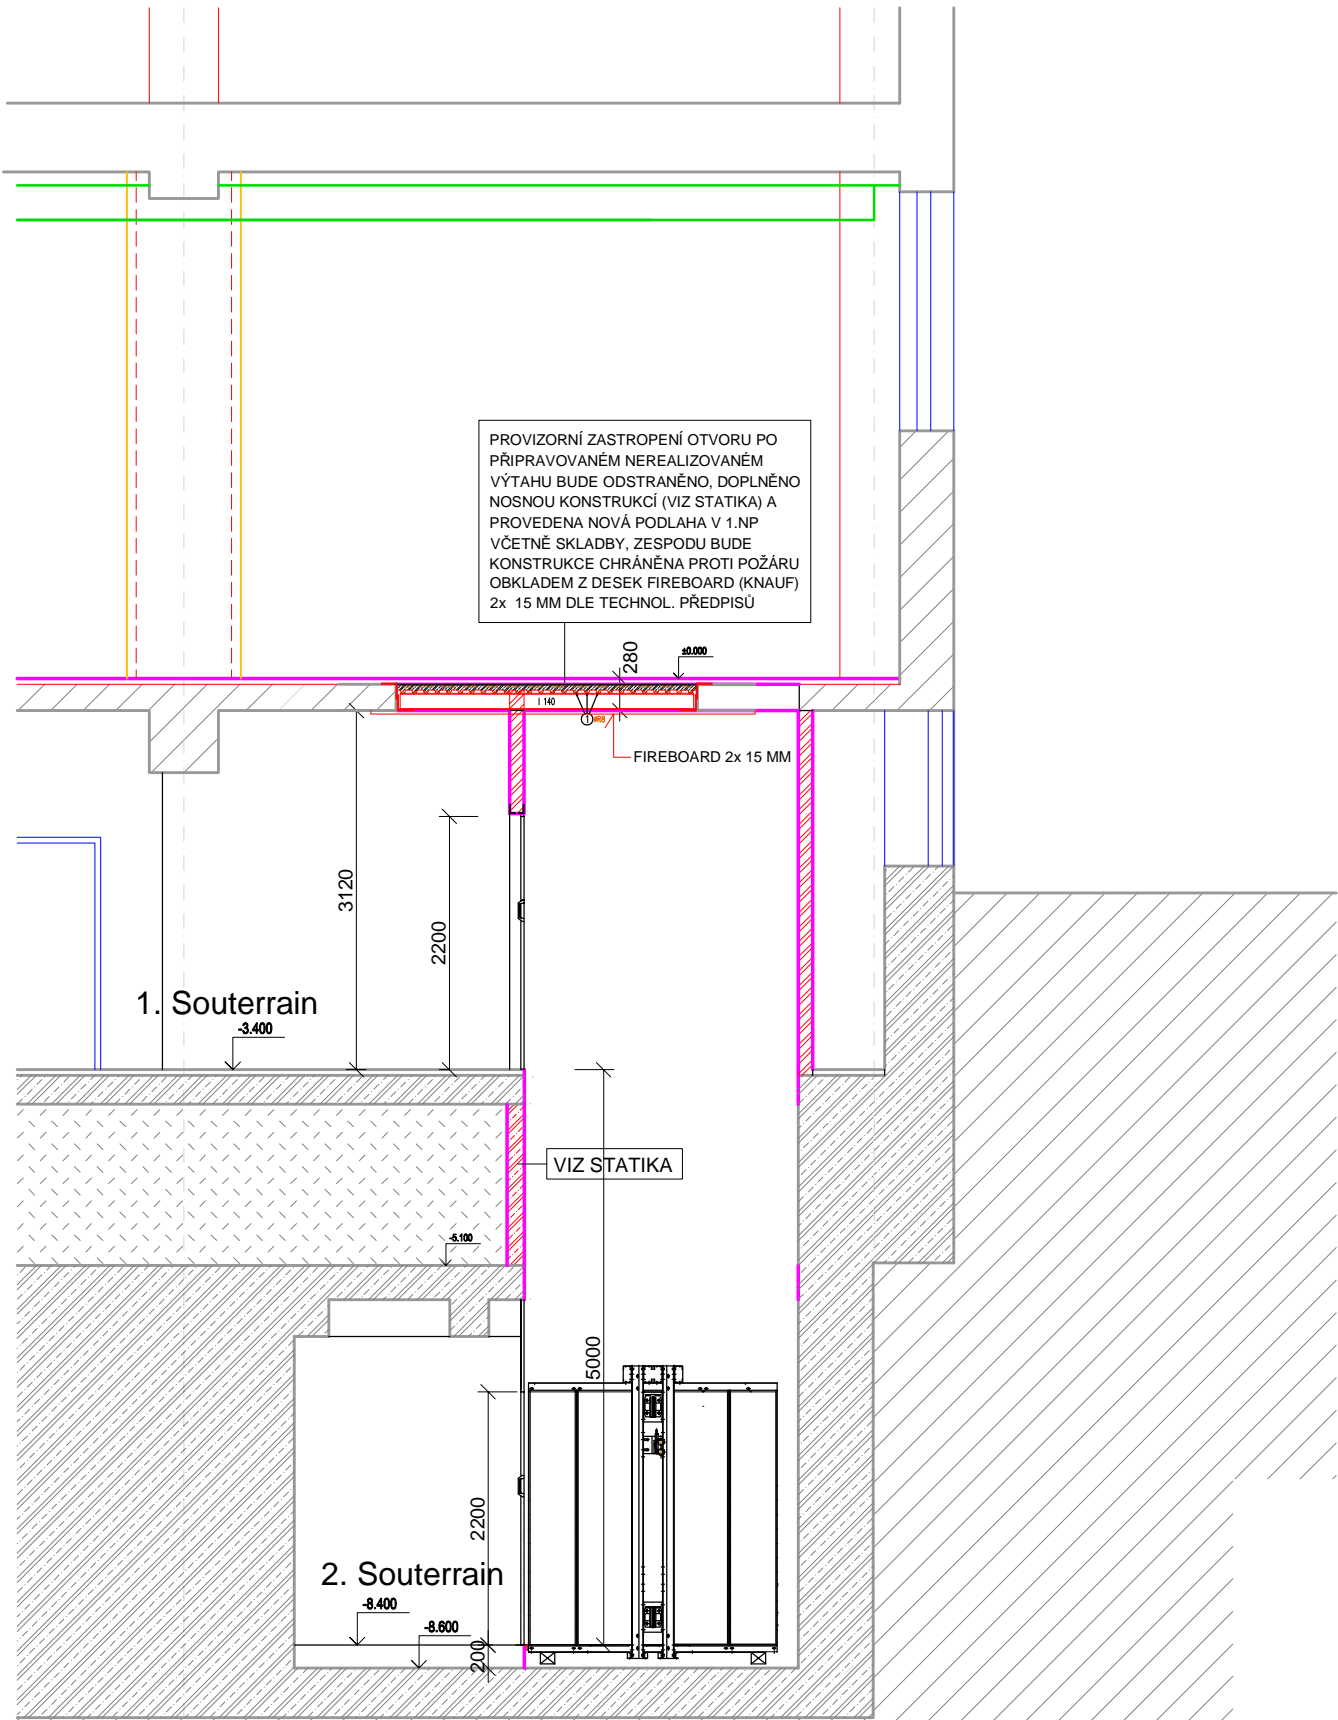 PROVIZORNÍ ZASTROPENÍ OTVORU PO
PŘIPRAVOVANÉM NEREALIZOVANÉM
VÝTAHU BUDE ODSTRANĚNO, DOPLNĚNO
NOSNOU KONSTRUKCÍ (VIZ STATIKA) A
PROVEDENA NOVÁ PODLAHA V 1.NP
VČETNĚ SKLADBY, ZESPODU BUDE
KONSTRUKCE CHRÁNĚNA PROTI POŽÁRU
OBKLADEM Z DESEK FIREBOARD (KNAUF)
2x 15 MM DLE TECHNOL. PŘEDPISŮ
280
±0.000
I 140
1
FIREBOARD 2x 15 MM
3120
2200
1. Souterrain
-3.400
VIZ STATIKA
-5.100
5000
2200
2. Souterrain
-8.400
-8.600
200